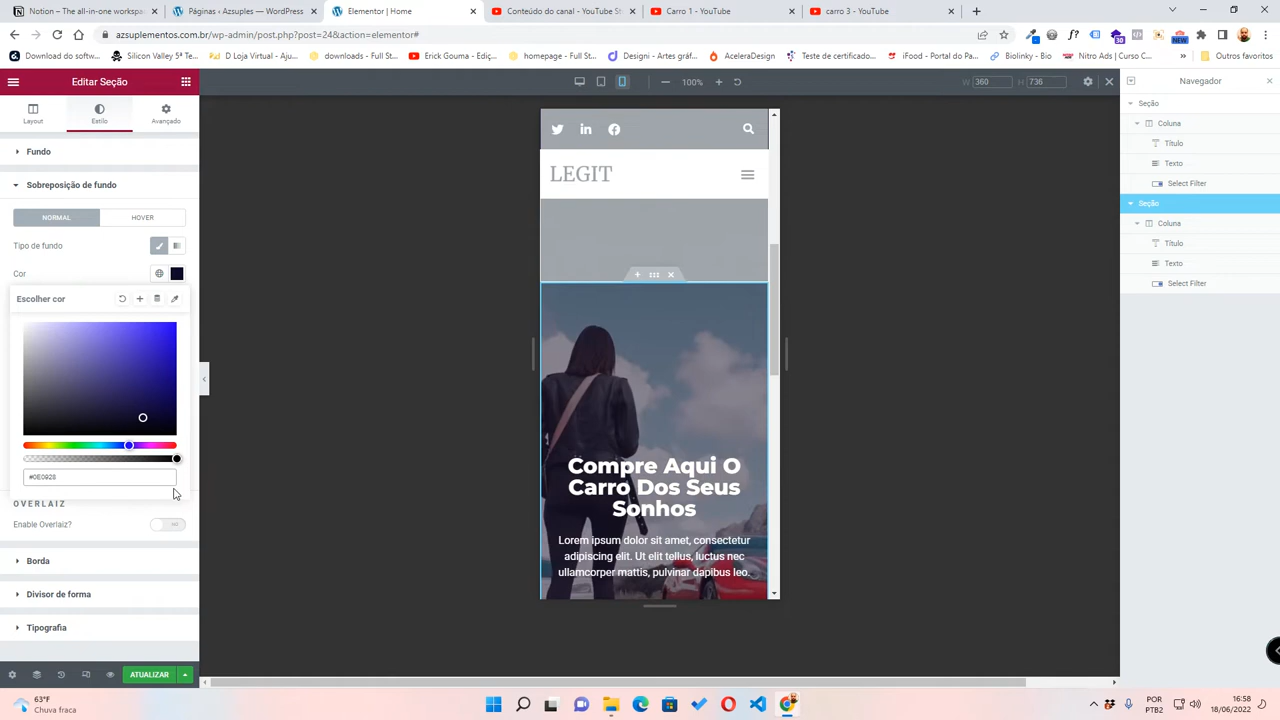 Notion – The all-in-one w
Páginas ‹ Azsuples — WordPress
Elementor | Home
Conteúdo do canal - YouTube St
Carro 1 - YouTube
carro 3 - YouTube
azsuplementos.com.br/wp-admin/post.php?post=24&action=elementor#
Download do softw...
Silicon Valley 5ª Te...
D Loja Virtual - Ajust...
downloads - Full St...
Erick Gouma - Ediç...
homepage - Full St...
Designi - Artes gráf...
AceleraDesign
Teste de certificado...
iFood - Portal do Pa...
Biolinky - Bio
Nitro Ads | Curso C...
»
Outros favoritos
Editar Seção
100%
W 360 H 736
Navegador
Layout
Estilo
Avançado
Fundo
Sobreposição de fundo
NORMAL
HOVER
Tipo de fundo
Cor
Escolher cor
#0E0928
OVERLAIZ
Enable Overlaiz?
NO
Borda
Divisor de forma
Tipografia
ATUALIZAR
LEGIT
Compre Aqui O
Carro Dos Seus
Sonhos
Lorem ipsum dolor sit amet, consectetur
adipiscing elit. Ut elit tellus, luctus nec
ullamcorper mattis, pulvinar dapibus leo.
Seção
Coluna
Título
Texto
Select Filter
Seção
Coluna
Título
Texto
Select Filter
63°F
Chuva fraca
POR
PTB2
16:58
18/06/2022